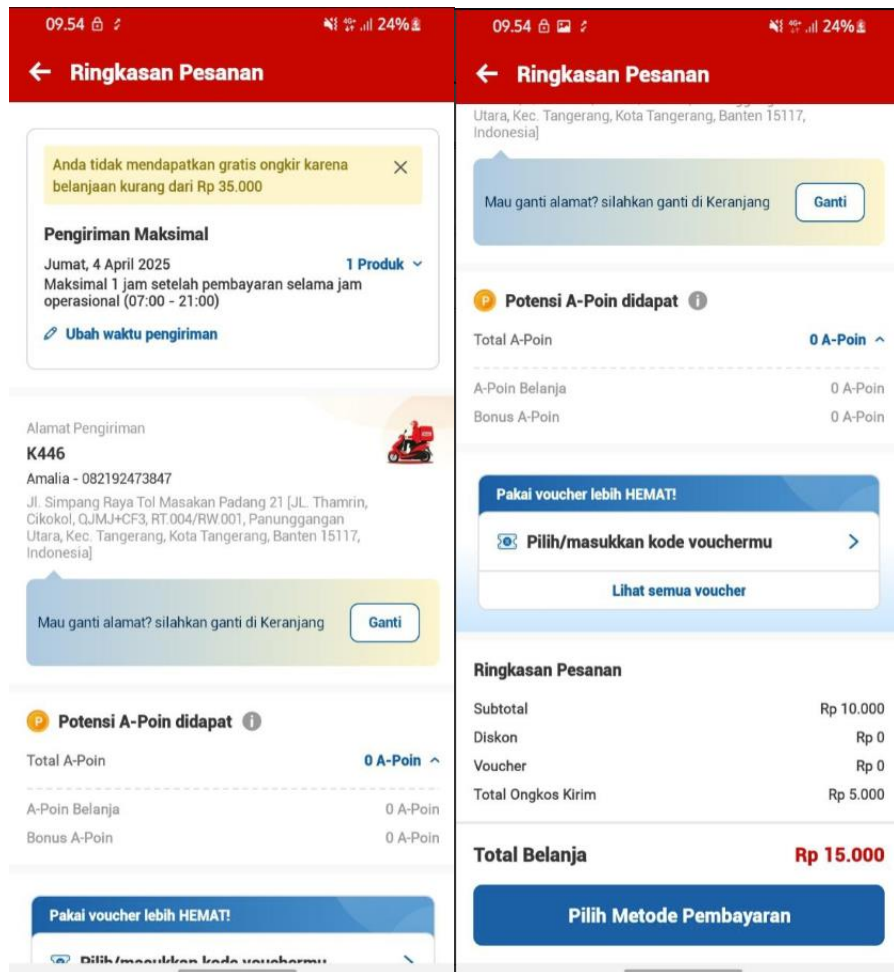 09.54
24%
Ringkasan Pesanan
Anda tidak mendapatkan gratis ongkir karena
belanjaan kurang dari Rp 35.000
Pengiriman Maksimal
Jumat, 4 April 2025
1 Produk
Maksimal 1 jam setelah pembayaran selama jam
operasional (07:00 - 21:00)
Ubah waktu pengiriman
Alamat Pengiriman
K446
Amalia - 082192473847
Jl. Simpang Raya Tol Masakan Padang 21 [JL. Thamrin,
Cikokol, QJMJ+CF3, RT.004/RW.001, Panunggangan
Utara, Kec. Tangerang, Kota Tangerang, Banten 15117,
Indonesia]
Mau ganti alamat? silahkan ganti di Keranjang
Ganti
P Potensi A-Poin didapat i
Total A-Poin 0 A-Poin
A-Poin Belanja 0 A-Poin
Bonus A-Poin 0 A-Poin
Pakai voucher lebih HEMAT!
Pilih/masukkan kode vouchermu
09.54
24%
Ringkasan Pesanan
Utara, Kec. Tangerang, Kota Tangerang, Banten 15117,
Indonesia]
Mau ganti alamat? silahkan ganti di Keranjang
Ganti
P Potensi A-Poin didapat i
Total A-Poin 0 A-Poin
A-Poin Belanja 0 A-Poin
Bonus A-Poin 0 A-Poin
Pakai voucher lebih HEMAT!
Pilih/masukkan kode vouchermu
Lihat semua voucher
Ringkasan Pesanan
Subtotal Rp 10.000
Diskon Rp 0
Voucher Rp 0
Total Ongkos Kirim Rp 5.000
Total Belanja Rp 15.000
Pilih Metode Pembayaran